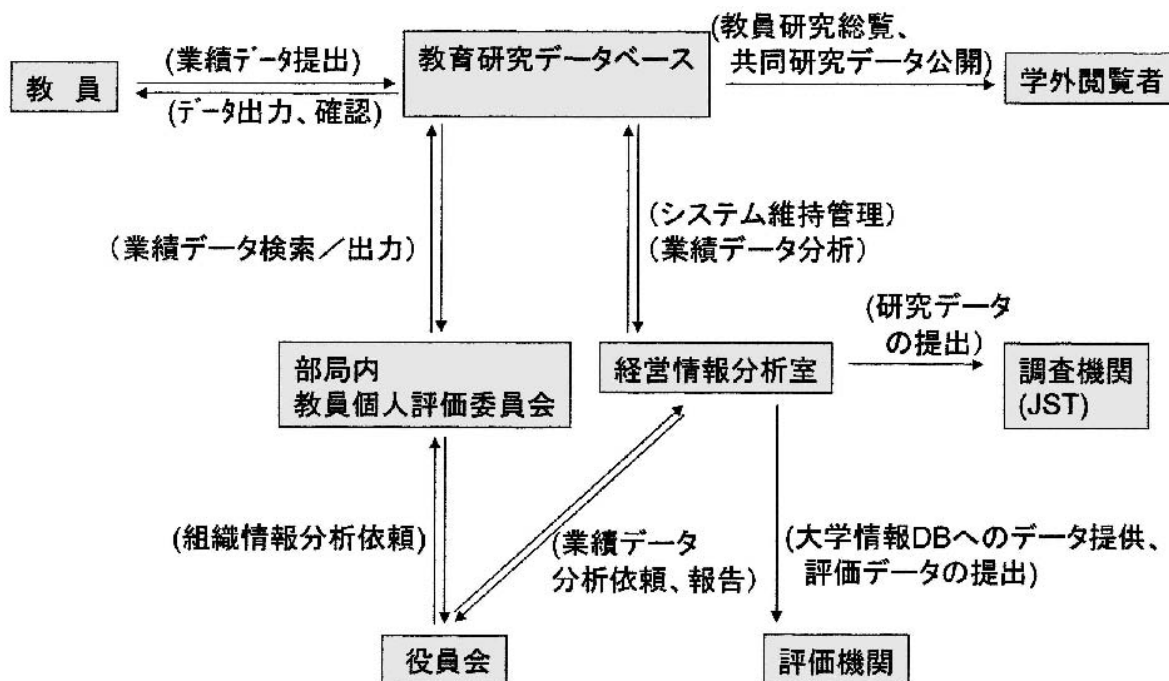 (業績データ提出)
教育研究データベース
(教員研究総覧、
共同研究データ公開)
教 員
学外閲覧者
(データ出力、確認)
(業績データ検索／出力)
(システム維持管理)
(業績データ分析)
(研究データ
の提出)
部局内
教員個人評価委員会
経営情報分析室
調査機関
(JST)
(組織情報分析依頼)
(業績データ
分析依頼、報告)
(大学情報DBへのデータ提供、
評価データの提出)
役員会
評価機関